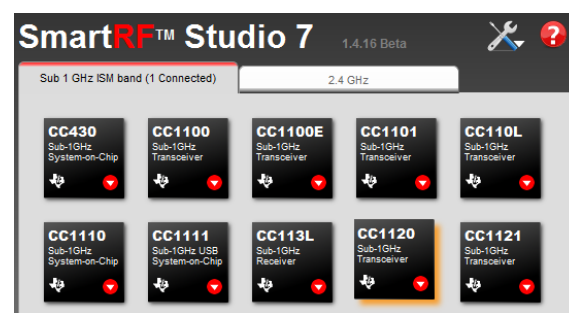 SmartRF™ Studio 7
1.4.16 Beta
?
Sub 1 GHz ISM band (1 Connected)
2.4 GHz
CC430
Sub-1GHz
System-on-Chip
CC1100
Sub-1GHz
Transceiver
CC1100E
Sub-1GHz
Transceiver
CC1101
Sub-1GHz
Transceiver
CC110L
Sub-1GHz
Transceiver
CC1110
Sub-1GHz
System-on-Chip
CC1111
Sub-1GHz USB
System-on-Chip
CC113L
Sub-1GHz
Receiver
CC1120
Sub-1GHz
Transceiver
CC1121
Sub-1GHz
Transceiver